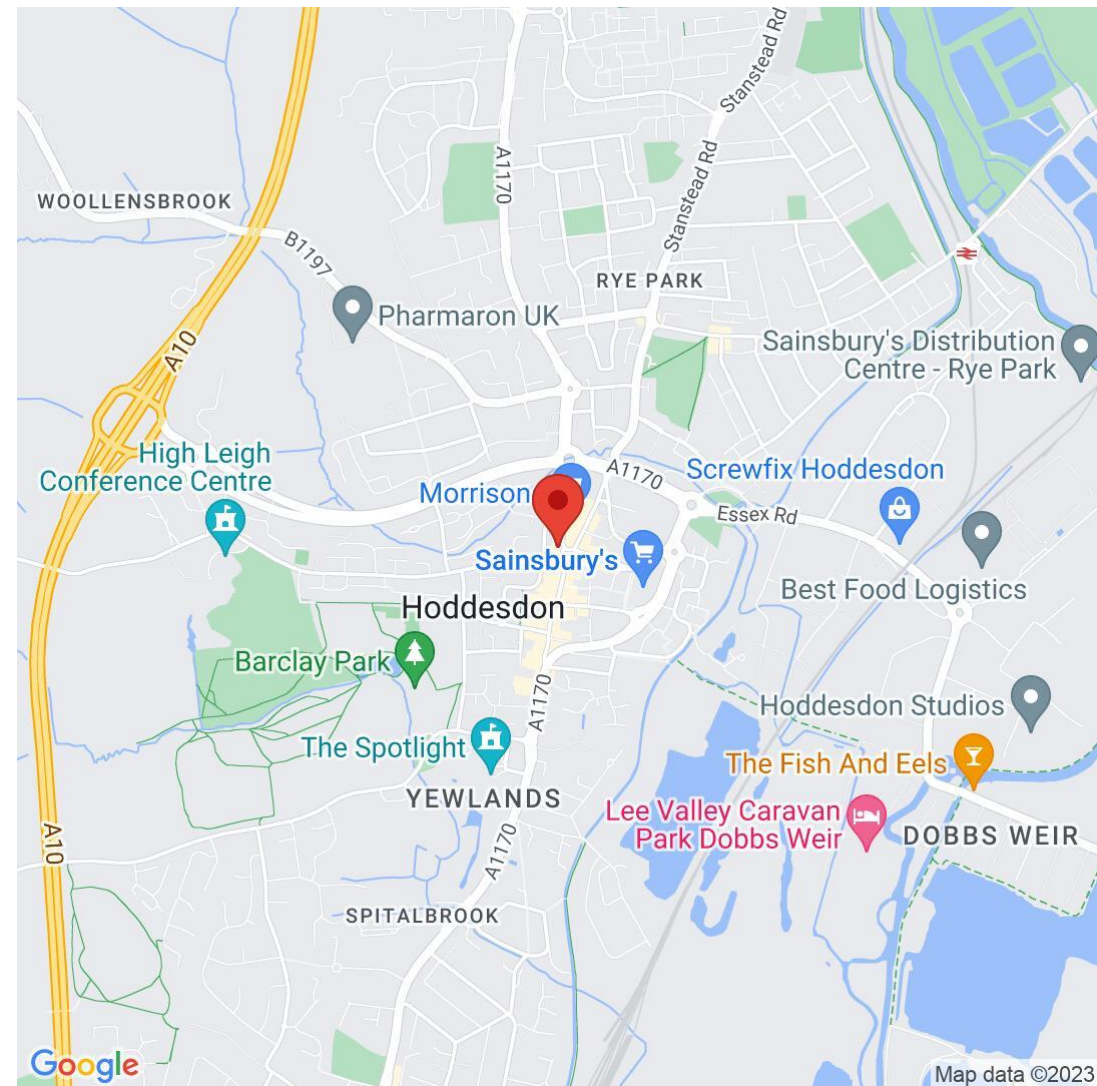 Stanstead Rd
A1170
WOOLLENSBROOK
Stanstead Rd
B1197
RYE PARK
Pharmaron UK
A10
Sainsbury's Distribution
Centre - Rye Park
High Leigh
Conference Centre
A1170
Screwfix Hoddesdon
Morrison
Essex Rd
Sainsbury's
Best Food Logistics
Hoddesdon
Barclay Park
A1170
Hoddesdon Studios
The Spotlight
The Fish And Eels
YEWLANDS
Lee Valley Caravan
Park Dobbs Weir
DOBBS WEIR
A10
A1170
SPITALBROOK
Google
Map data ©2023